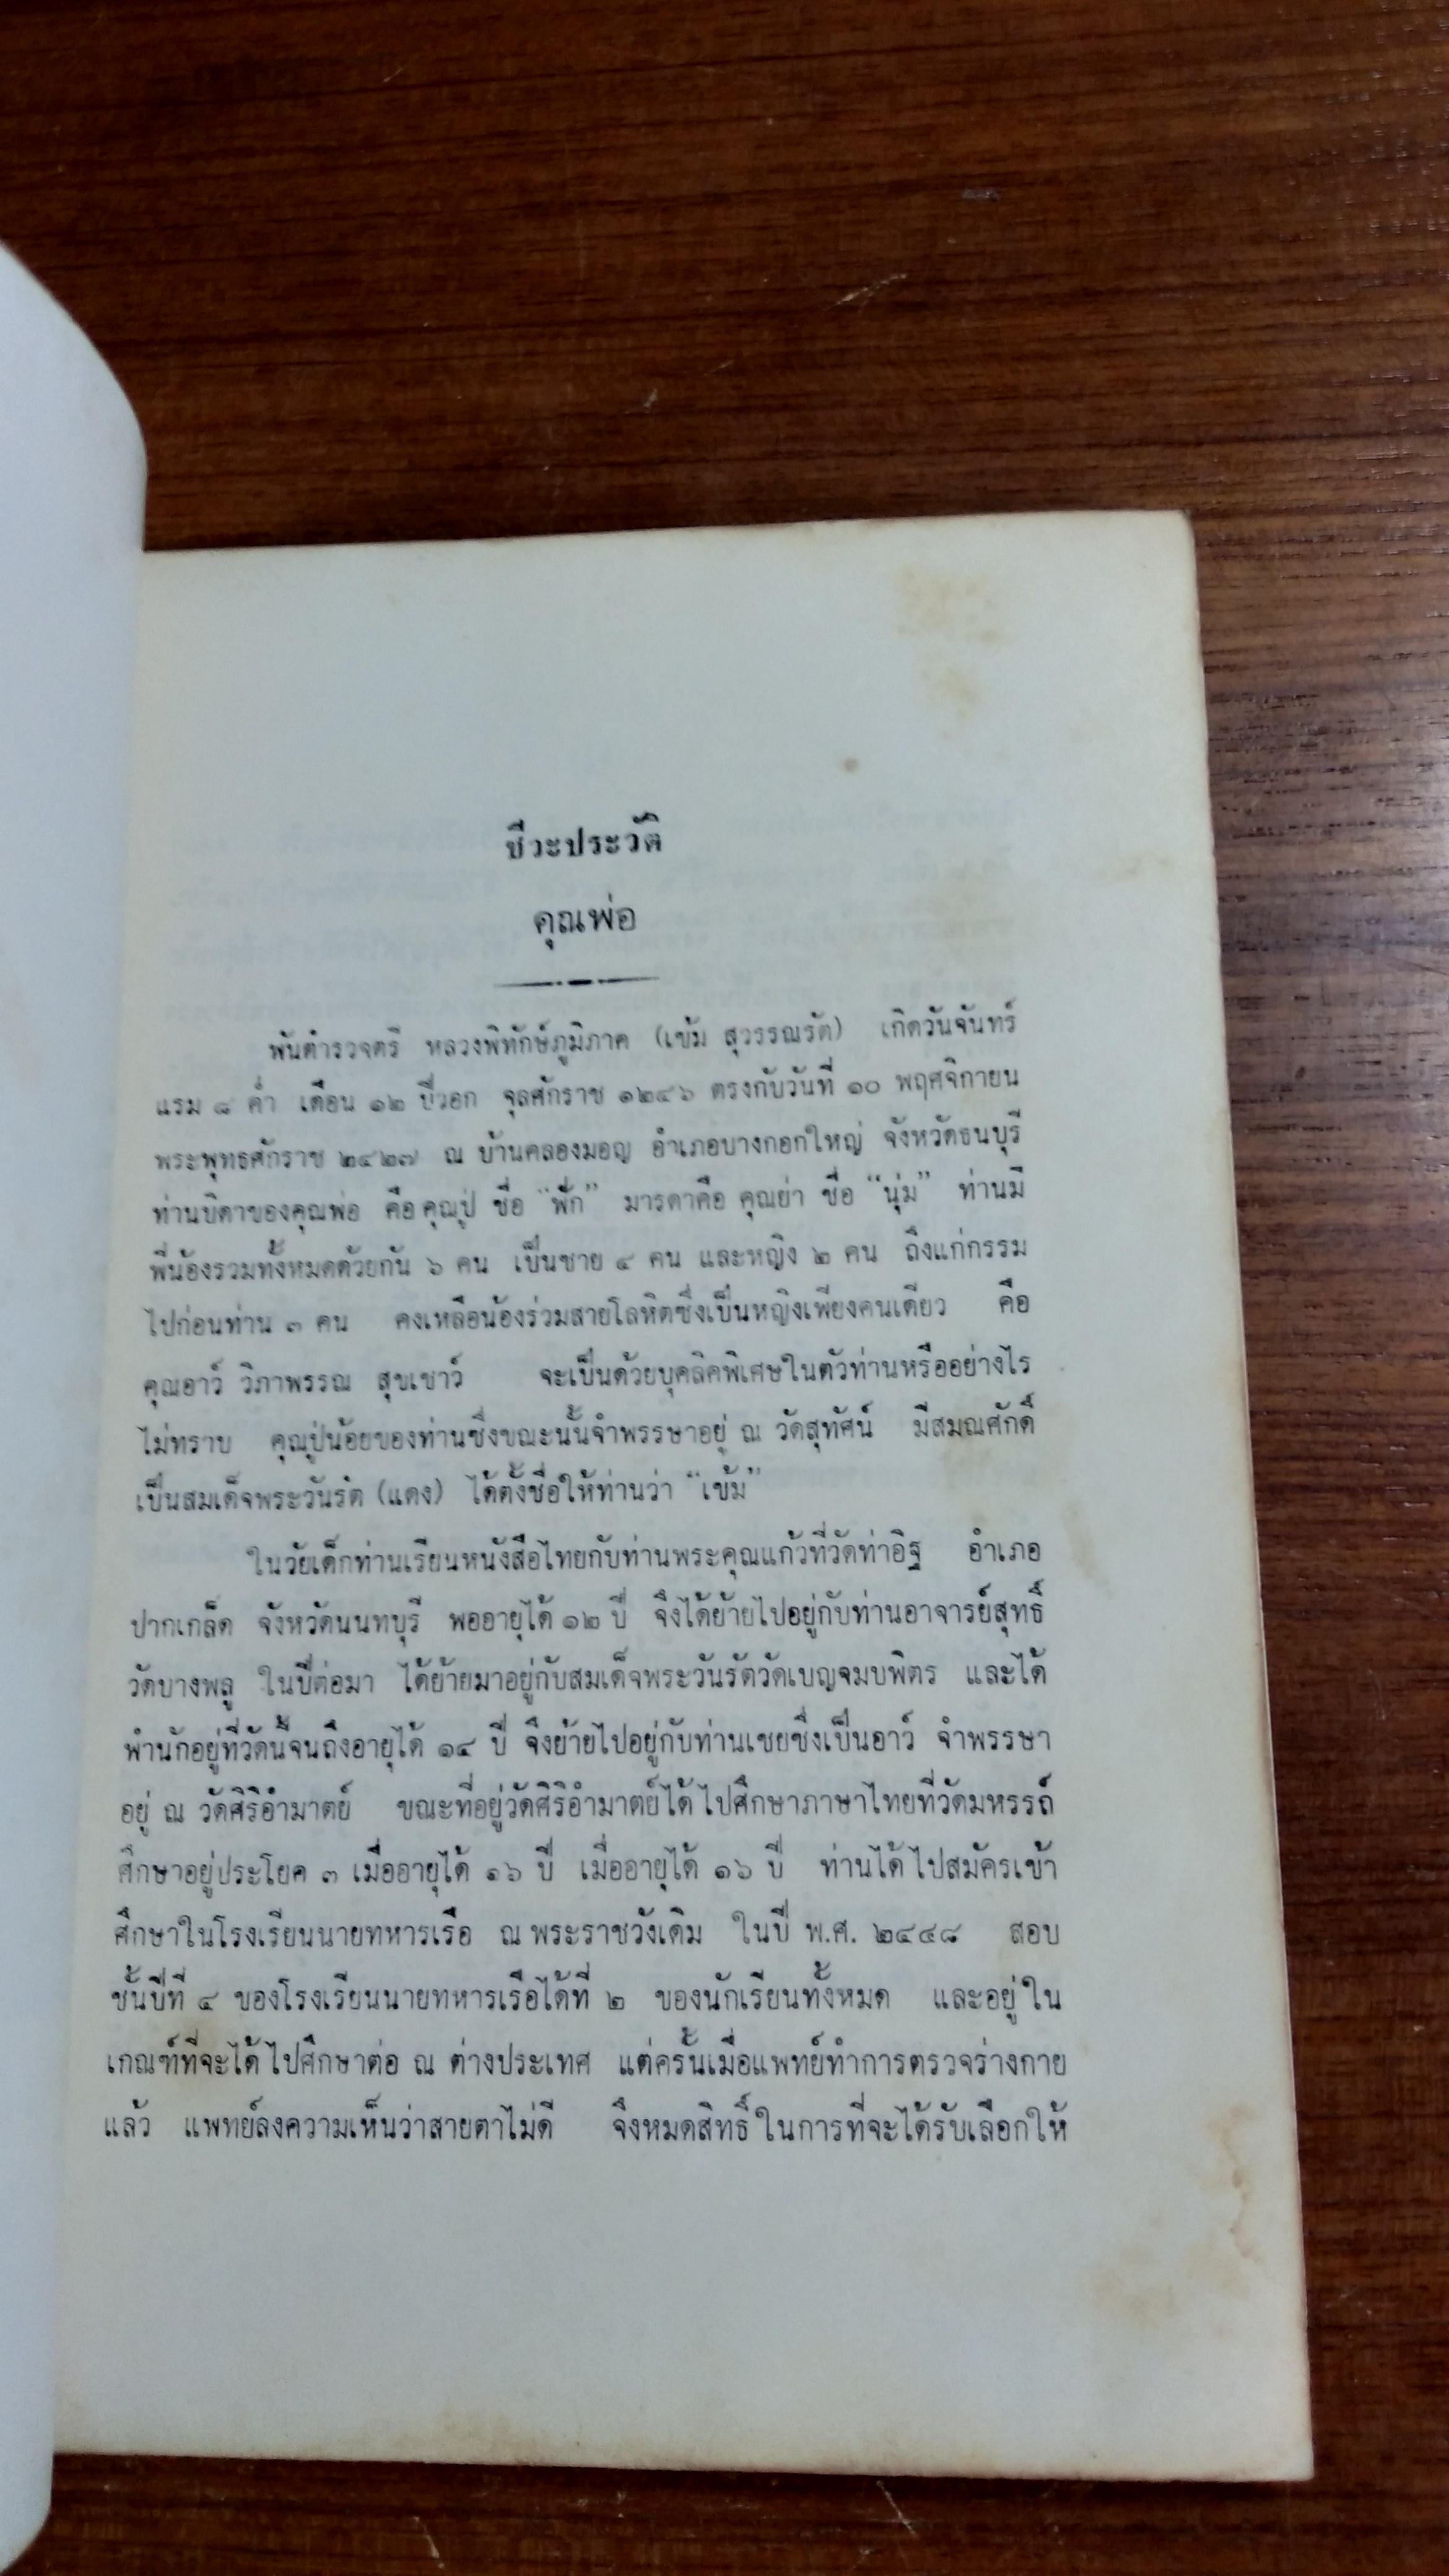 ชีวะประวัติ
คุณพ่อ
พันตำรวจตรี หลวงพิทักษ์ภูมิภาค (เข้ม สุวรรณรัต) เกิดวันจันทร์
แรม ๘ ค่ำ เดือน ๑๒ ปีวอก จุลศักราช ๑๒๔๖ ตรงกับวันที่ ๑๐ พฤศจิกายน
พระพุทธศักราช ๒๔๒๗ ณ บ้านคลองมอญ อำเภอบางกอกใหญ่ จังหวัดธนบุรี
ท่านบิดาของคุณพ่อ คือคุณปู่ ชื่อ “พัก” มารดาคือ คุณย่า ชื่อ “นุ่ม” ท่านมี
พี่น้องรวมทั้งหมดด้วยกัน ๖ คน เป็นชาย ๔ คน และหญิง ๒ คน ถึงแก่กรรม
ไปก่อนท่าน ๓ คน คงเหลือน้องร่วมสายโลหิตซึ่งเป็นหญิงเพียงคนเดียว คือ
คุณอาว์ วิภาพรรณ สุขเชาว์ จะเป็นด้วยบุคลิคพิเศษในตัวท่านหรืออย่างไร
ไม่ทราบ คุณปู่น้อยของท่านซึ่งขณะนั้นจำพรรษาอยู่ ณ วัดสุทัศน์ มีสมณศักดิ์
เป็นสมเด็จพระวันรัต (แดง) ได้ตั้งชื่อให้ท่านว่า “เข้ม”
ในวัยเด็กท่านเรียนหนังสือไทยกับท่านพระคุณแก้วที่วัดท่าอิฐ อำเภอ
ปากเกล็ด จังหวัดนนทบุรี พออายุได้ ๑๒ ปี จึงได้ย้ายไปอยู่กับท่านอาจารย์สุทธิ์
วัดบางพลู ในปีต่อมา ได้ย้ายมาอยู่กับสมเด็จพระวันรัตวัดเบญจมบพิตร และได้
พำนักอยู่ที่วัดนี้จนถึงอายุได้ ๑๔ ปี จึงย้ายไปอยู่กับท่านเชยซึ่งเป็นอาว์ จำพรรษา
อยู่ ณ วัดศิริอำมาตย์ ขณะที่อยู่วัดศิริอำมาตย์ได้ไปศึกษาภาษาไทยที่วัดมหรรถ์
ศึกษาอยู่ประโยค ๓ เมื่ออายุได้ ๑๖ ปี เมื่ออายุได้ ๑๖ ปี ท่านได้ไปสมัครเข้า
ศึกษาในโรงเรียนนายทหารเรือ ณ พระราชวังเดิม ในปี พ.ศ. ๒๔๔๘ สอบ
ชั้นปีที่ ๔ ของโรงเรียนนายทหารเรือได้ที่ ๒ ของนักเรียนทั้งหมด และอยู่ใน
เกณฑ์ที่จะได้ไปศึกษาต่อ ณ ต่างประเทศ แต่ครั้นเมื่อแพทย์ทำการตรวจร่างกาย
แล้ว แพทย์ลงความเห็นว่าสายตาไม่ดี จึงหมดสิทธิ์ในการที่จะได้รับเลือกให้